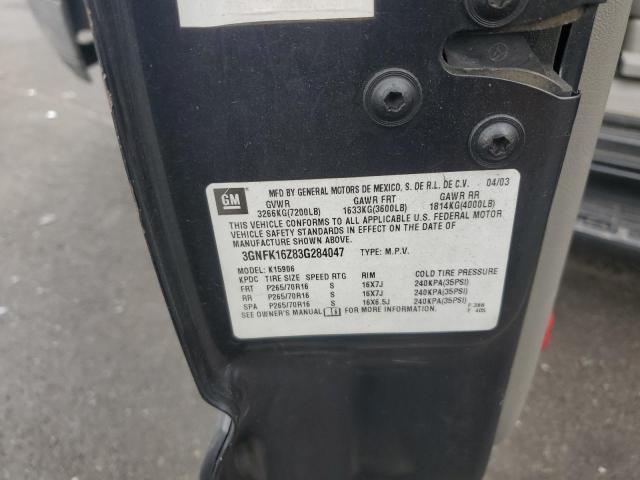 GM
MFD BY GENERAL MOTORS DE MEXICO, S. DE R.L. DE C.V. 04/03
GVWR GAWR FRT GAWR RR
3266KG(7200LB) 1633KG(3600LB) 1814KG(4000LB)
THIS VEHICLE CONFORMS TO ALL APPLICABLE U.S. FEDERAL MOTOR
VEHICLE SAFETY STANDARDS IN EFFECT ON THE DATE OF
MANUFACTURE SHOWN ABOVE.
3GNFK16Z83G284047 TYPE: M.P.V.
MODEL: K15906
KPDC TIRE SIZE SPEED RTG RIM COLD TIRE PRESSURE
FRT P265/70R16 S 16X7J 240KPA(35PSI)
RR P265/70R16 S 16X7J 240KPA(35PSI)
SPA P265/70R16 S 16X6.5J 240KPA(35PSI)
SEE OWNER'S MANUAL FOR MORE INFORMATION.